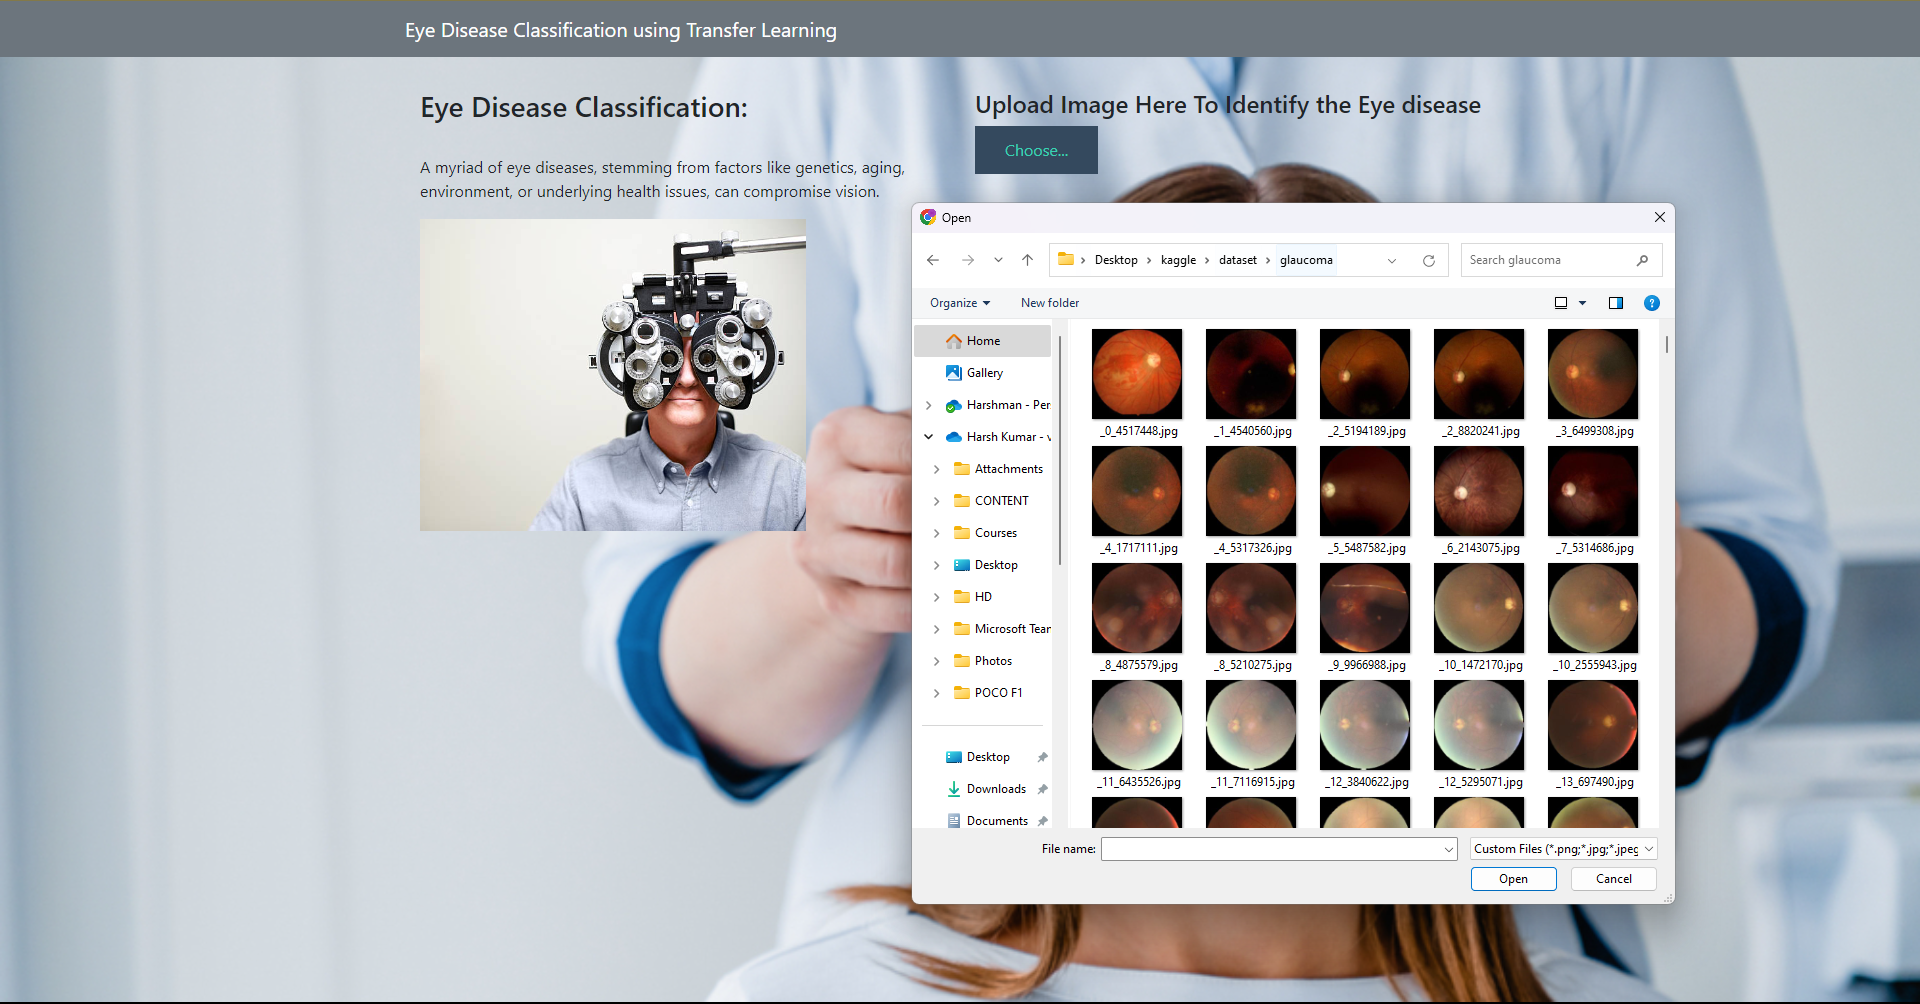 Eye Disease Classification using Transfer Learning
Eye Disease Classification:
A myriad of eye diseases, stemming from factors like genetics, aging,
environment, or underlying health issues, can compromise vision.
Upload Image Here To Identify the Eye disease
Choose...
Open
Desktop > kaggle > dataset > glaucoma
Search glaucoma
Organize
New folder
Home
Gallery
Harshman - Per
Harsh Kumar - v
Attachments
CONTENT
Courses
Desktop
HD
Microsoft Tear
Photos
POCO F1
Desktop
Downloads
Documents
_0_4517448.jpg
_1_4540560.jpg
_2_5194189.jpg
_2_8820241.jpg
_3_6499308.jpg
_4_1717111.jpg
_4_5317326.jpg
_5_5487582.jpg
_6_2143075.jpg
_7_5314686.jpg
_8_4875579.jpg
_8_5210275.jpg
_9_9966988.jpg
_10_1472170.jpg
_10_2555943.jpg
_11_6435526.jpg
_11_7116915.jpg
_12_3840622.jpg
_12_5295071.jpg
_13_697490.jpg
File name:
Custom Files (*.png;*.jpg;*.jpeg
Open
Cancel